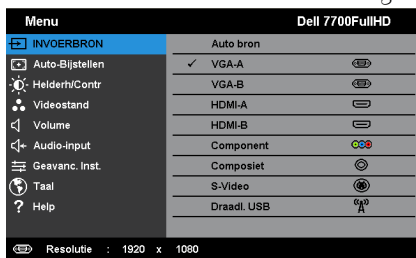 Menu Dell 7700FullHD
INVOERBRON Auto bron
Auto-Bijstellen ✓ VGA-A
Helderh/Contr VGA-B
Videostand HDMI-A
Volume HDMI-B
Audio-input Component
Geavanc. Inst. Composiet
Taal S-Video
Help Draadl. USB
Resolutie : 1920 x 1080